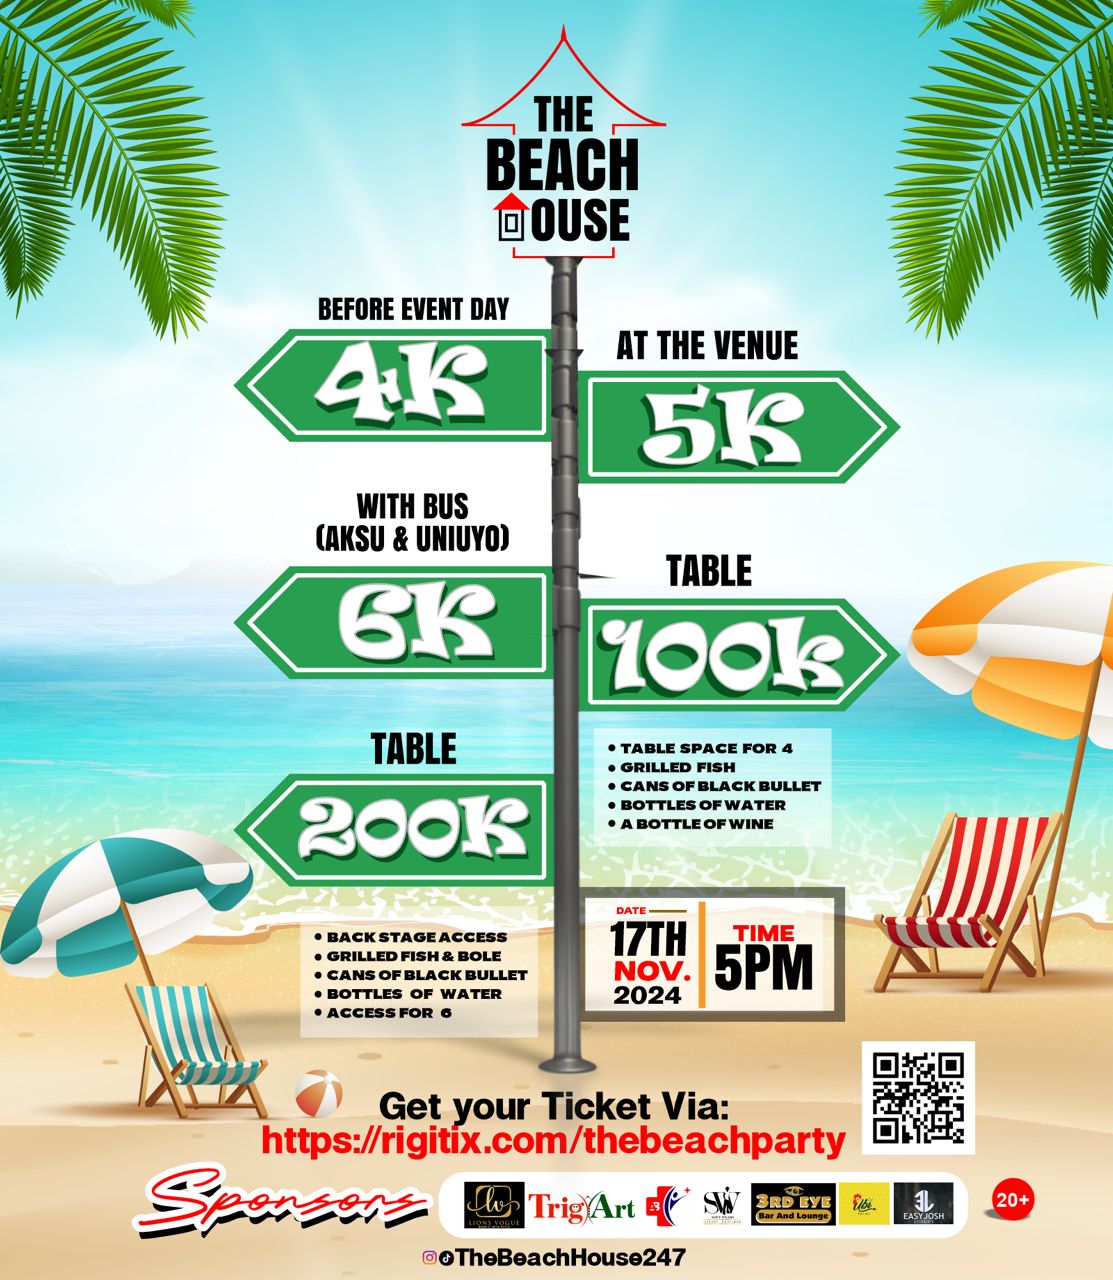 THE
BEACH
HOUSE
BEFORE EVENT DAY
4K
AT THE VENUE
5K
WITH BUS
(AKSU & UNIUYO)
6K
TABLE
100k
• TABLE SPACE FOR 4
• GRILLED FISH
• CANS OF BLACK BULLET
• BOTTLES OF WATER
• A BOTTLE OF WINE
TABLE
200K
• BACK STAGE ACCESS
• GRILLED FISH & BOLE
• CANS OF BLACK BULLET
• BOTTLES OF WATER
• ACCESS FOR 6
DATE
17TH
NOV.
2024
TIME
5PM
Get your Ticket Via:
https://rigitix.com/thebeachparty
Sponsors
LIONS VOGUE
TrigArt
SW
3RD EYE
Bar And Lounge
Ubi
EASYJOSH
20+
@TheBeachHouse247